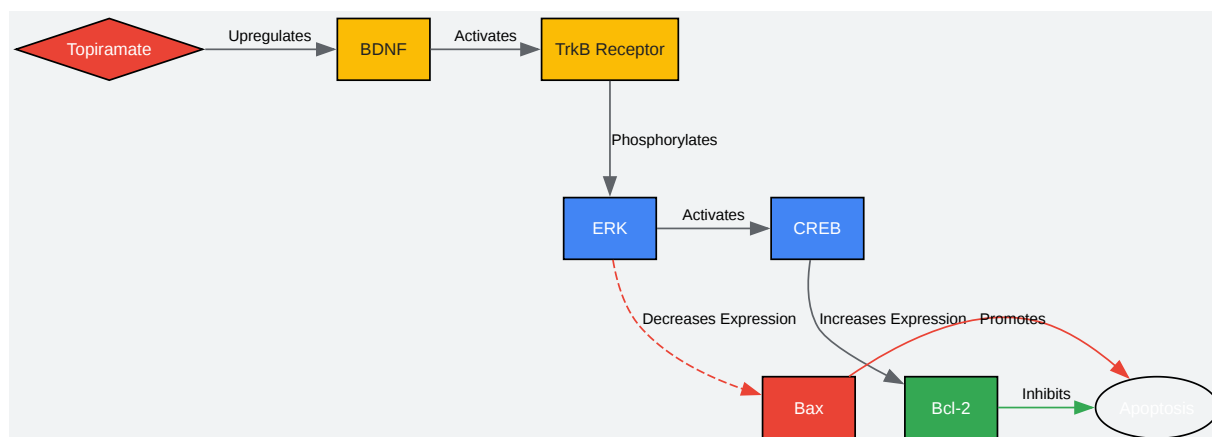 Topiramate
Upregulates
BDNF
Activates
TrkB Receptor
Phosphorylates
ERK
Activates
CREB
Decreases Expression
Increases Expression
Promotes
Bax
Bcl-2
Inhibits
Apoptosis